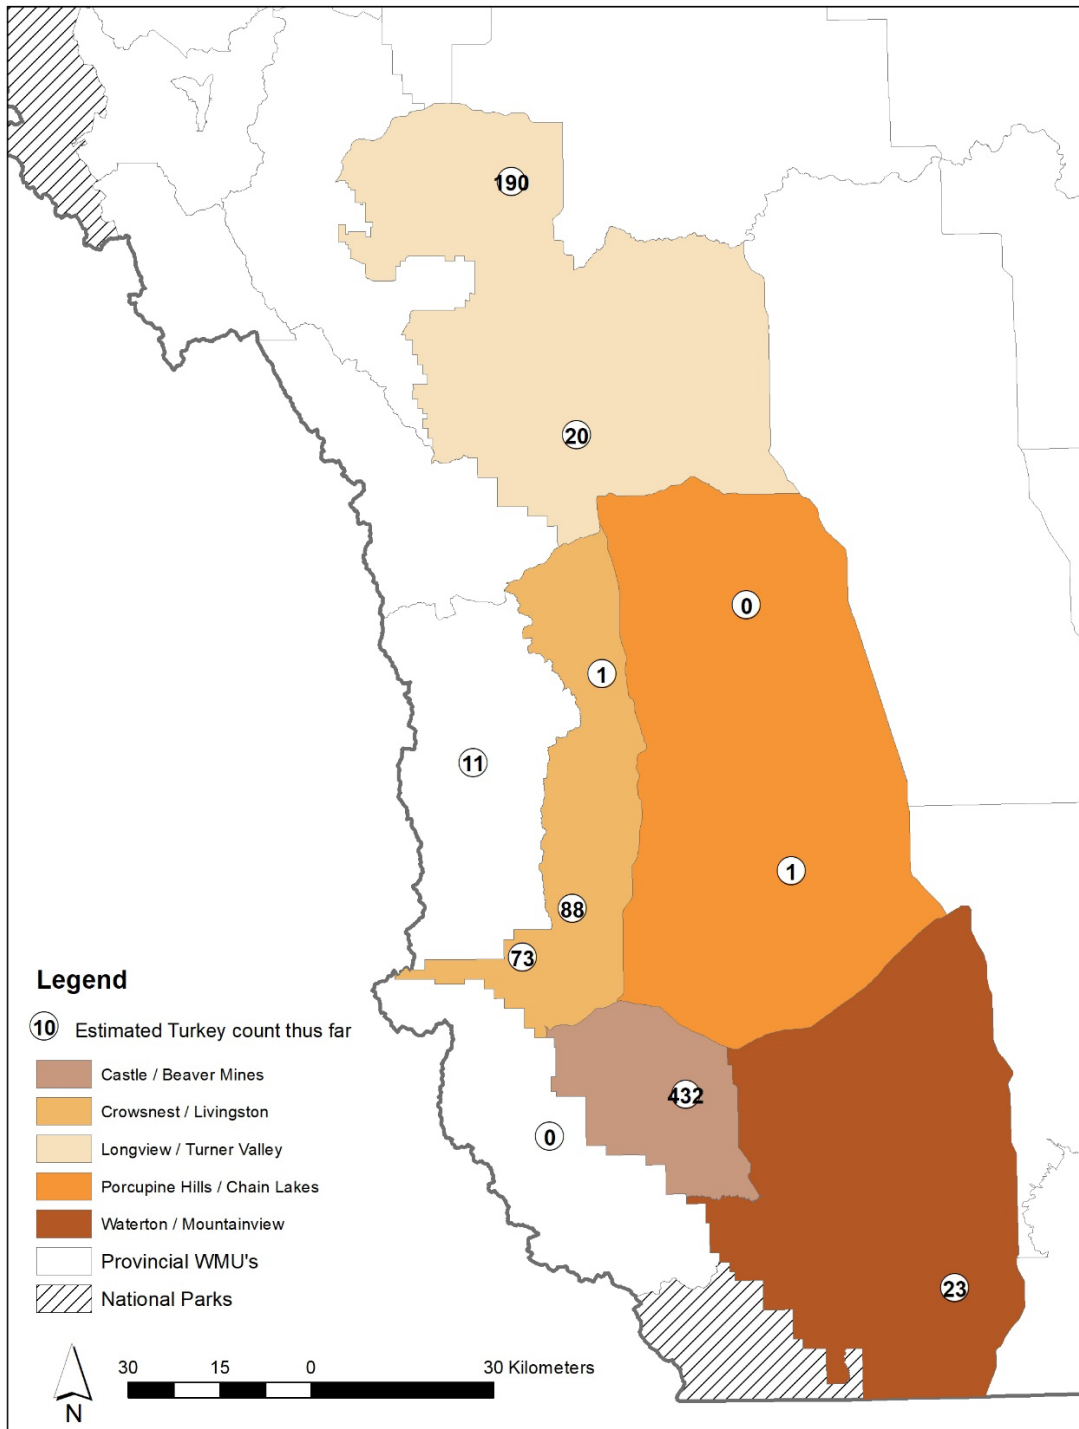 190
20
0
1
11
1
88
73
432
0
23
Legend
10 Estimated Turkey count thus far
Castle / Beaver Mines
Crowsnest / Livingston
Longview / Turner Valley
Porcupine Hills / Chain Lakes
Waterton / Mountainview
Provincial WMU's
National Parks
30 15 0 30 Kilometers
N